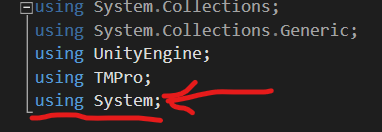 using System.Collections;
using System.Collections.Generic;
using UnityEngine;
using TMPro;
using System;